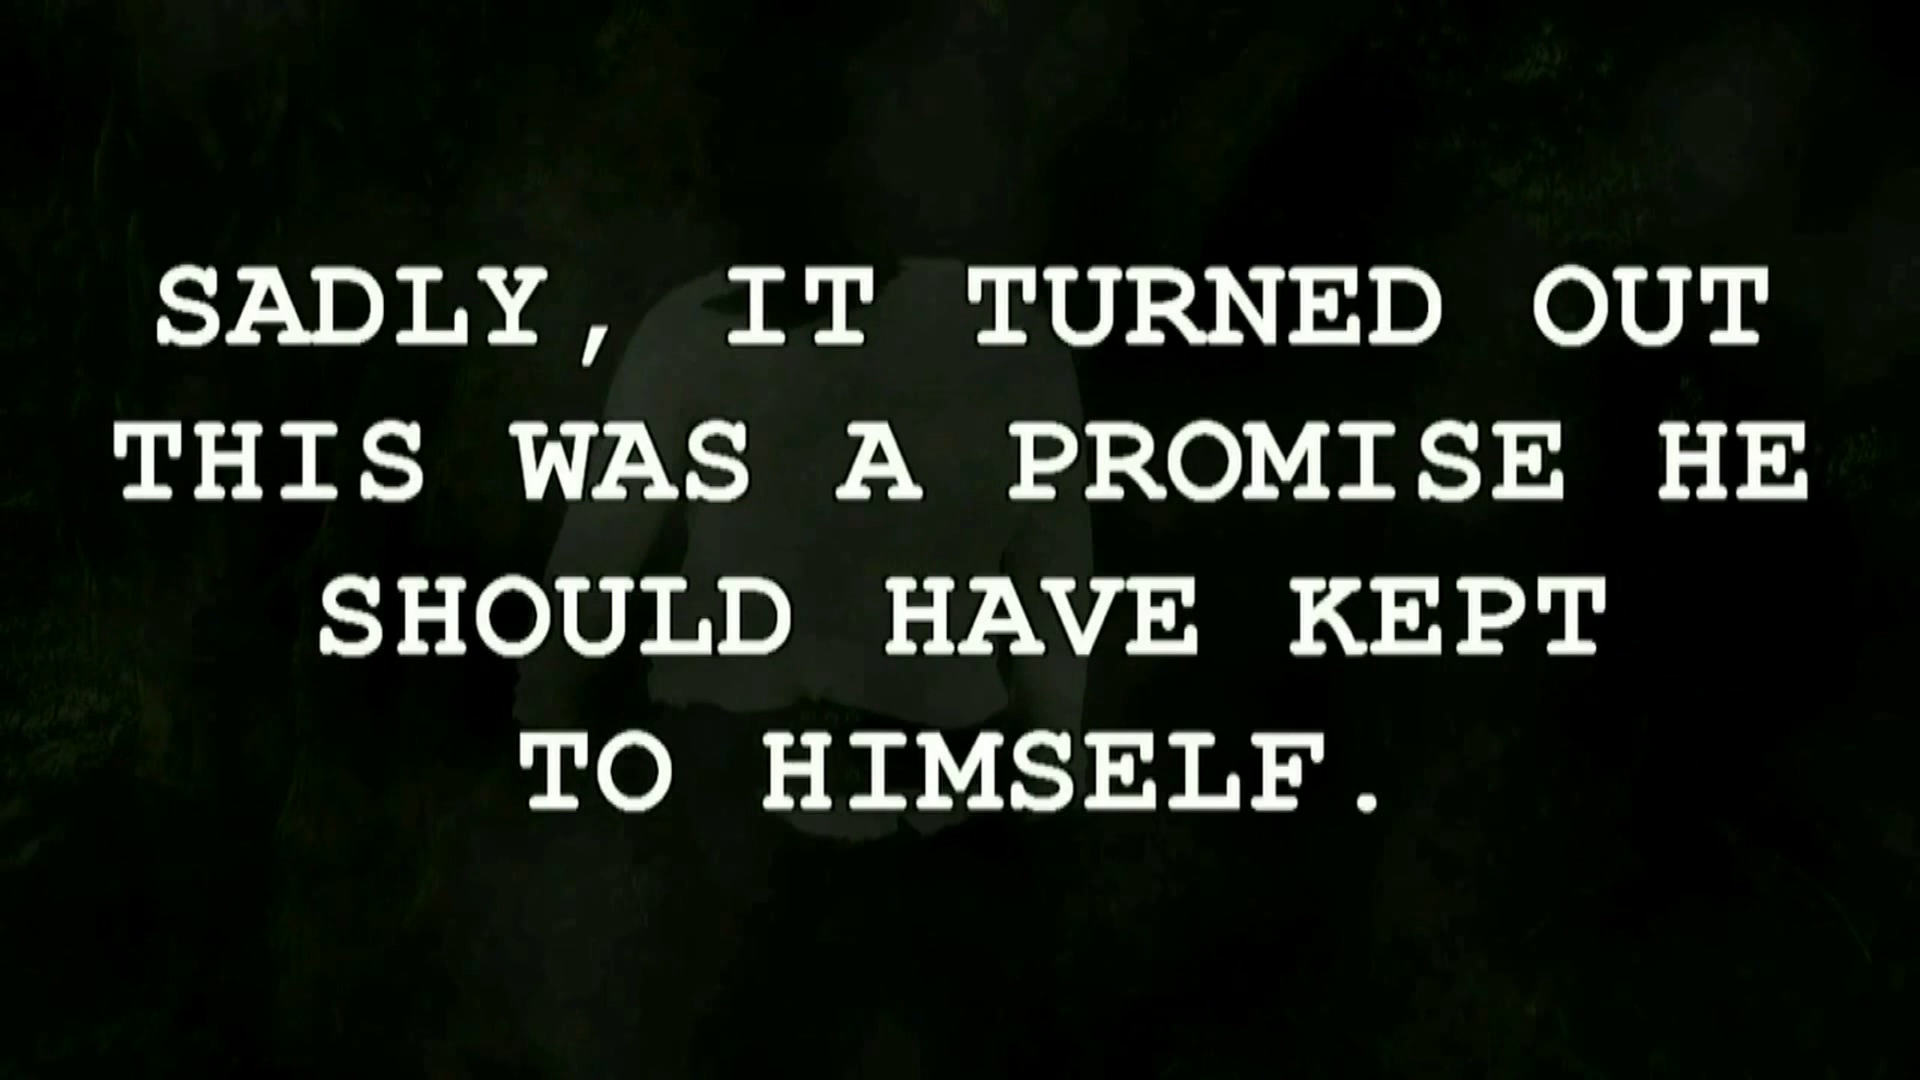 SADLY, IT TURNED OUT
THIS WAS A PROMISE HE
SHOULD HAVE KEPT
TO HIMSELF.